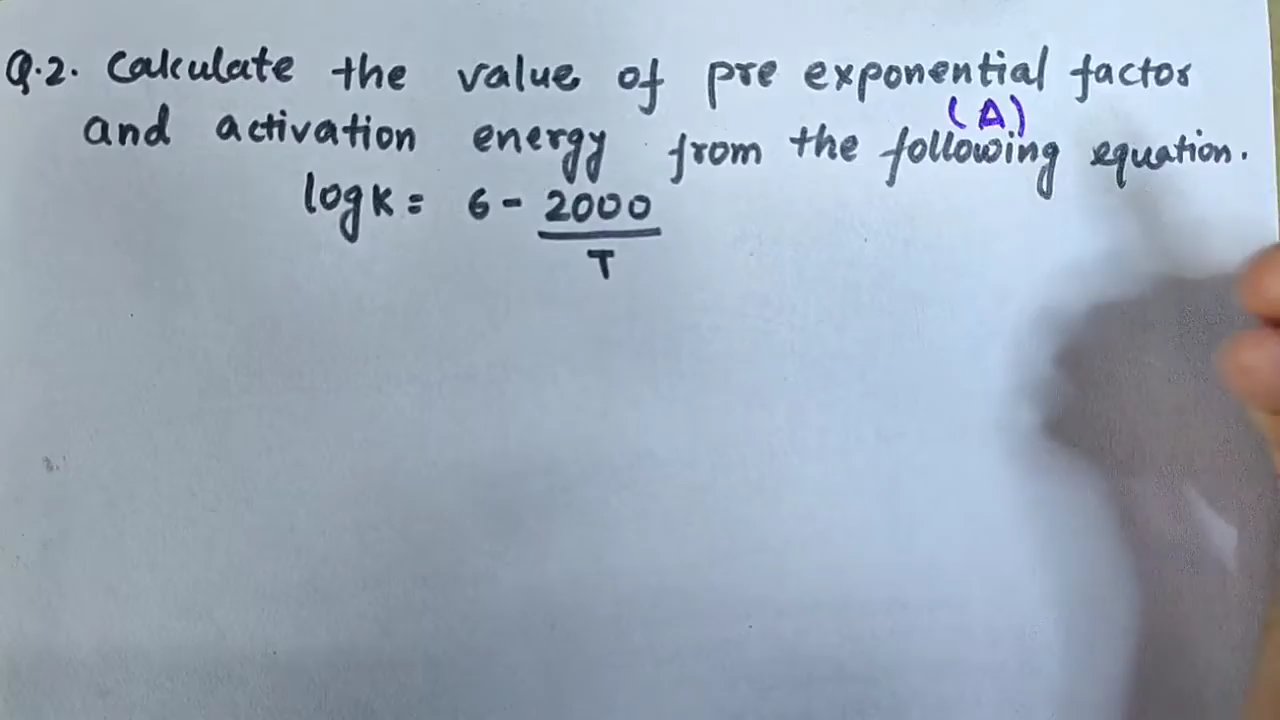 Q.2. Calculate the value of pre exponential factor
(A)
and activation energy from the following equation.
log K = 6 - 2000
T